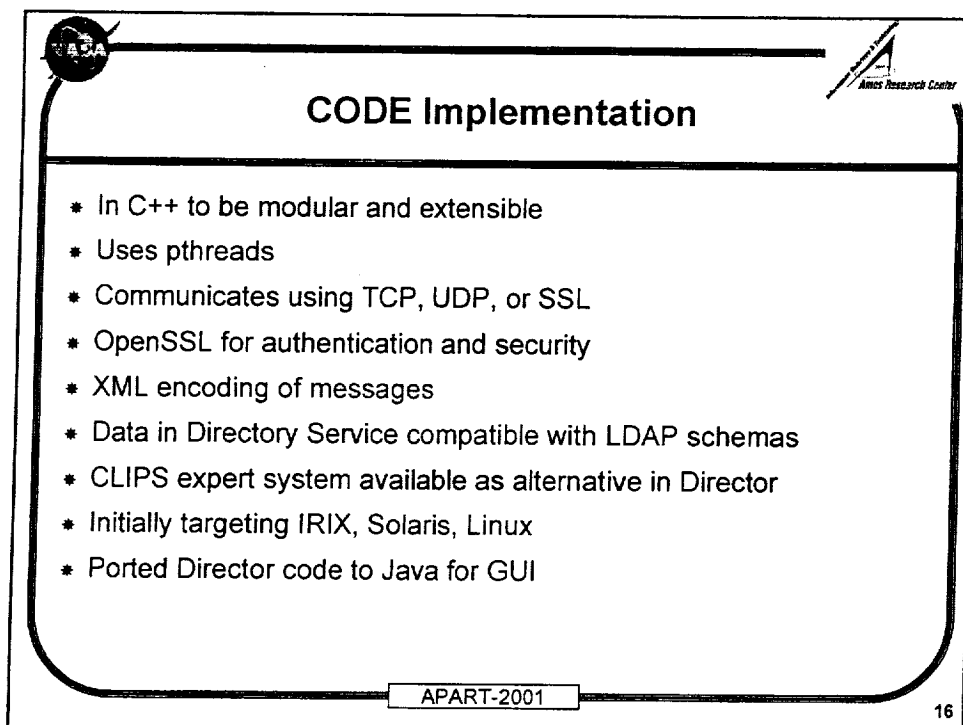 NASA
Ames Research Center
CODE Implementation
* In C++ to be modular and extensible
* Uses pthreads
* Communicates using TCP, UDP, or SSL
* OpenSSL for authentication and security
* XML encoding of messages
* Data in Directory Service compatible with LDAP schemas
* CLIPS expert system available as alternative in Director
* Initially targeting IRIX, Solaris, Linux
* Ported Director code to Java for GUI
APART-2001
16